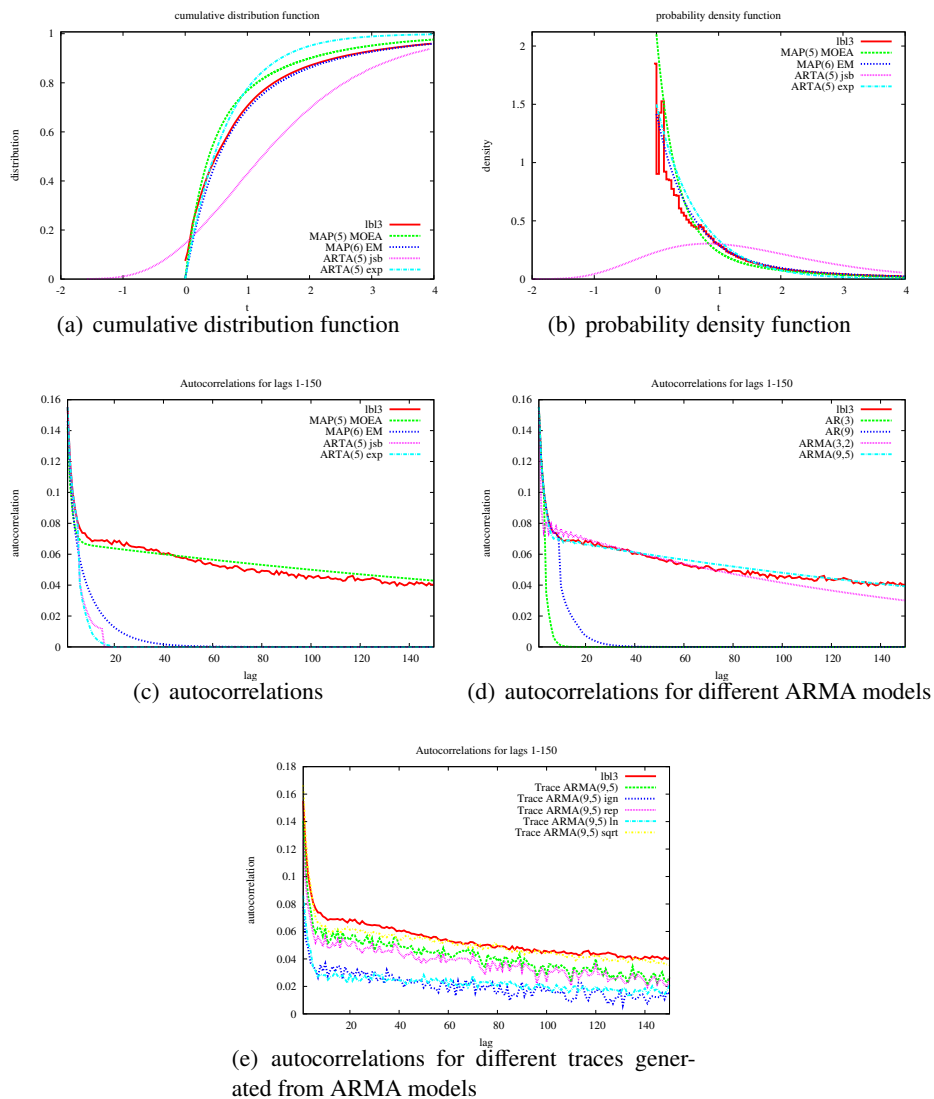 cumulative distribution function
1
0.8
0.6
0.4
0.2
0
distribution
lbl3
MAP(5) MOEA
MAP(6) EM
ARTA(5) jsb
ARTA(5) exp
-2 -1 0 1 2 3 4
t
(a) cumulative distribution function
probability density function
2
1.5
1
0.5
0
density
lbl3
MAP(5) MOEA
MAP(6) EM
ARTA(5) jsb
ARTA(5) exp
-2 -1 0 1 2 3 4
t
(b) probability density function
Autocorrelations for lags 1-150
0.16
0.14
0.12
0.1
0.08
0.06
0.04
0.02
0
autocorrelation
lbl3
MAP(5) MOEA
MAP(6) EM
ARTA(5) jsb
ARTA(5) exp
20 40 60 80 100 120 140
lag
(c) autocorrelations
Autocorrelations for lags 1-150
0.16
0.14
0.12
0.1
0.08
0.06
0.04
0.02
0
autocorrelation
lbl3
AR(3)
AR(9)
ARMA(3,2)
ARMA(9,5)
20 40 60 80 100 120 140
lag
(d) autocorrelations for different ARMA models
Autocorrelations for lags 1-150
0.18
0.16
0.14
0.12
0.1
0.08
0.06
0.04
0.02
0
autocorrelation
lbl3
Trace ARMA(9,5)
Trace ARMA(9,5) ign
Trace ARMA(9,5) rep
Trace ARMA(9,5) ln
Trace ARMA(9,5) sqrt
20 40 60 80 100 120 140
lag
(e) autocorrelations for different traces gener-
ated from ARMA models